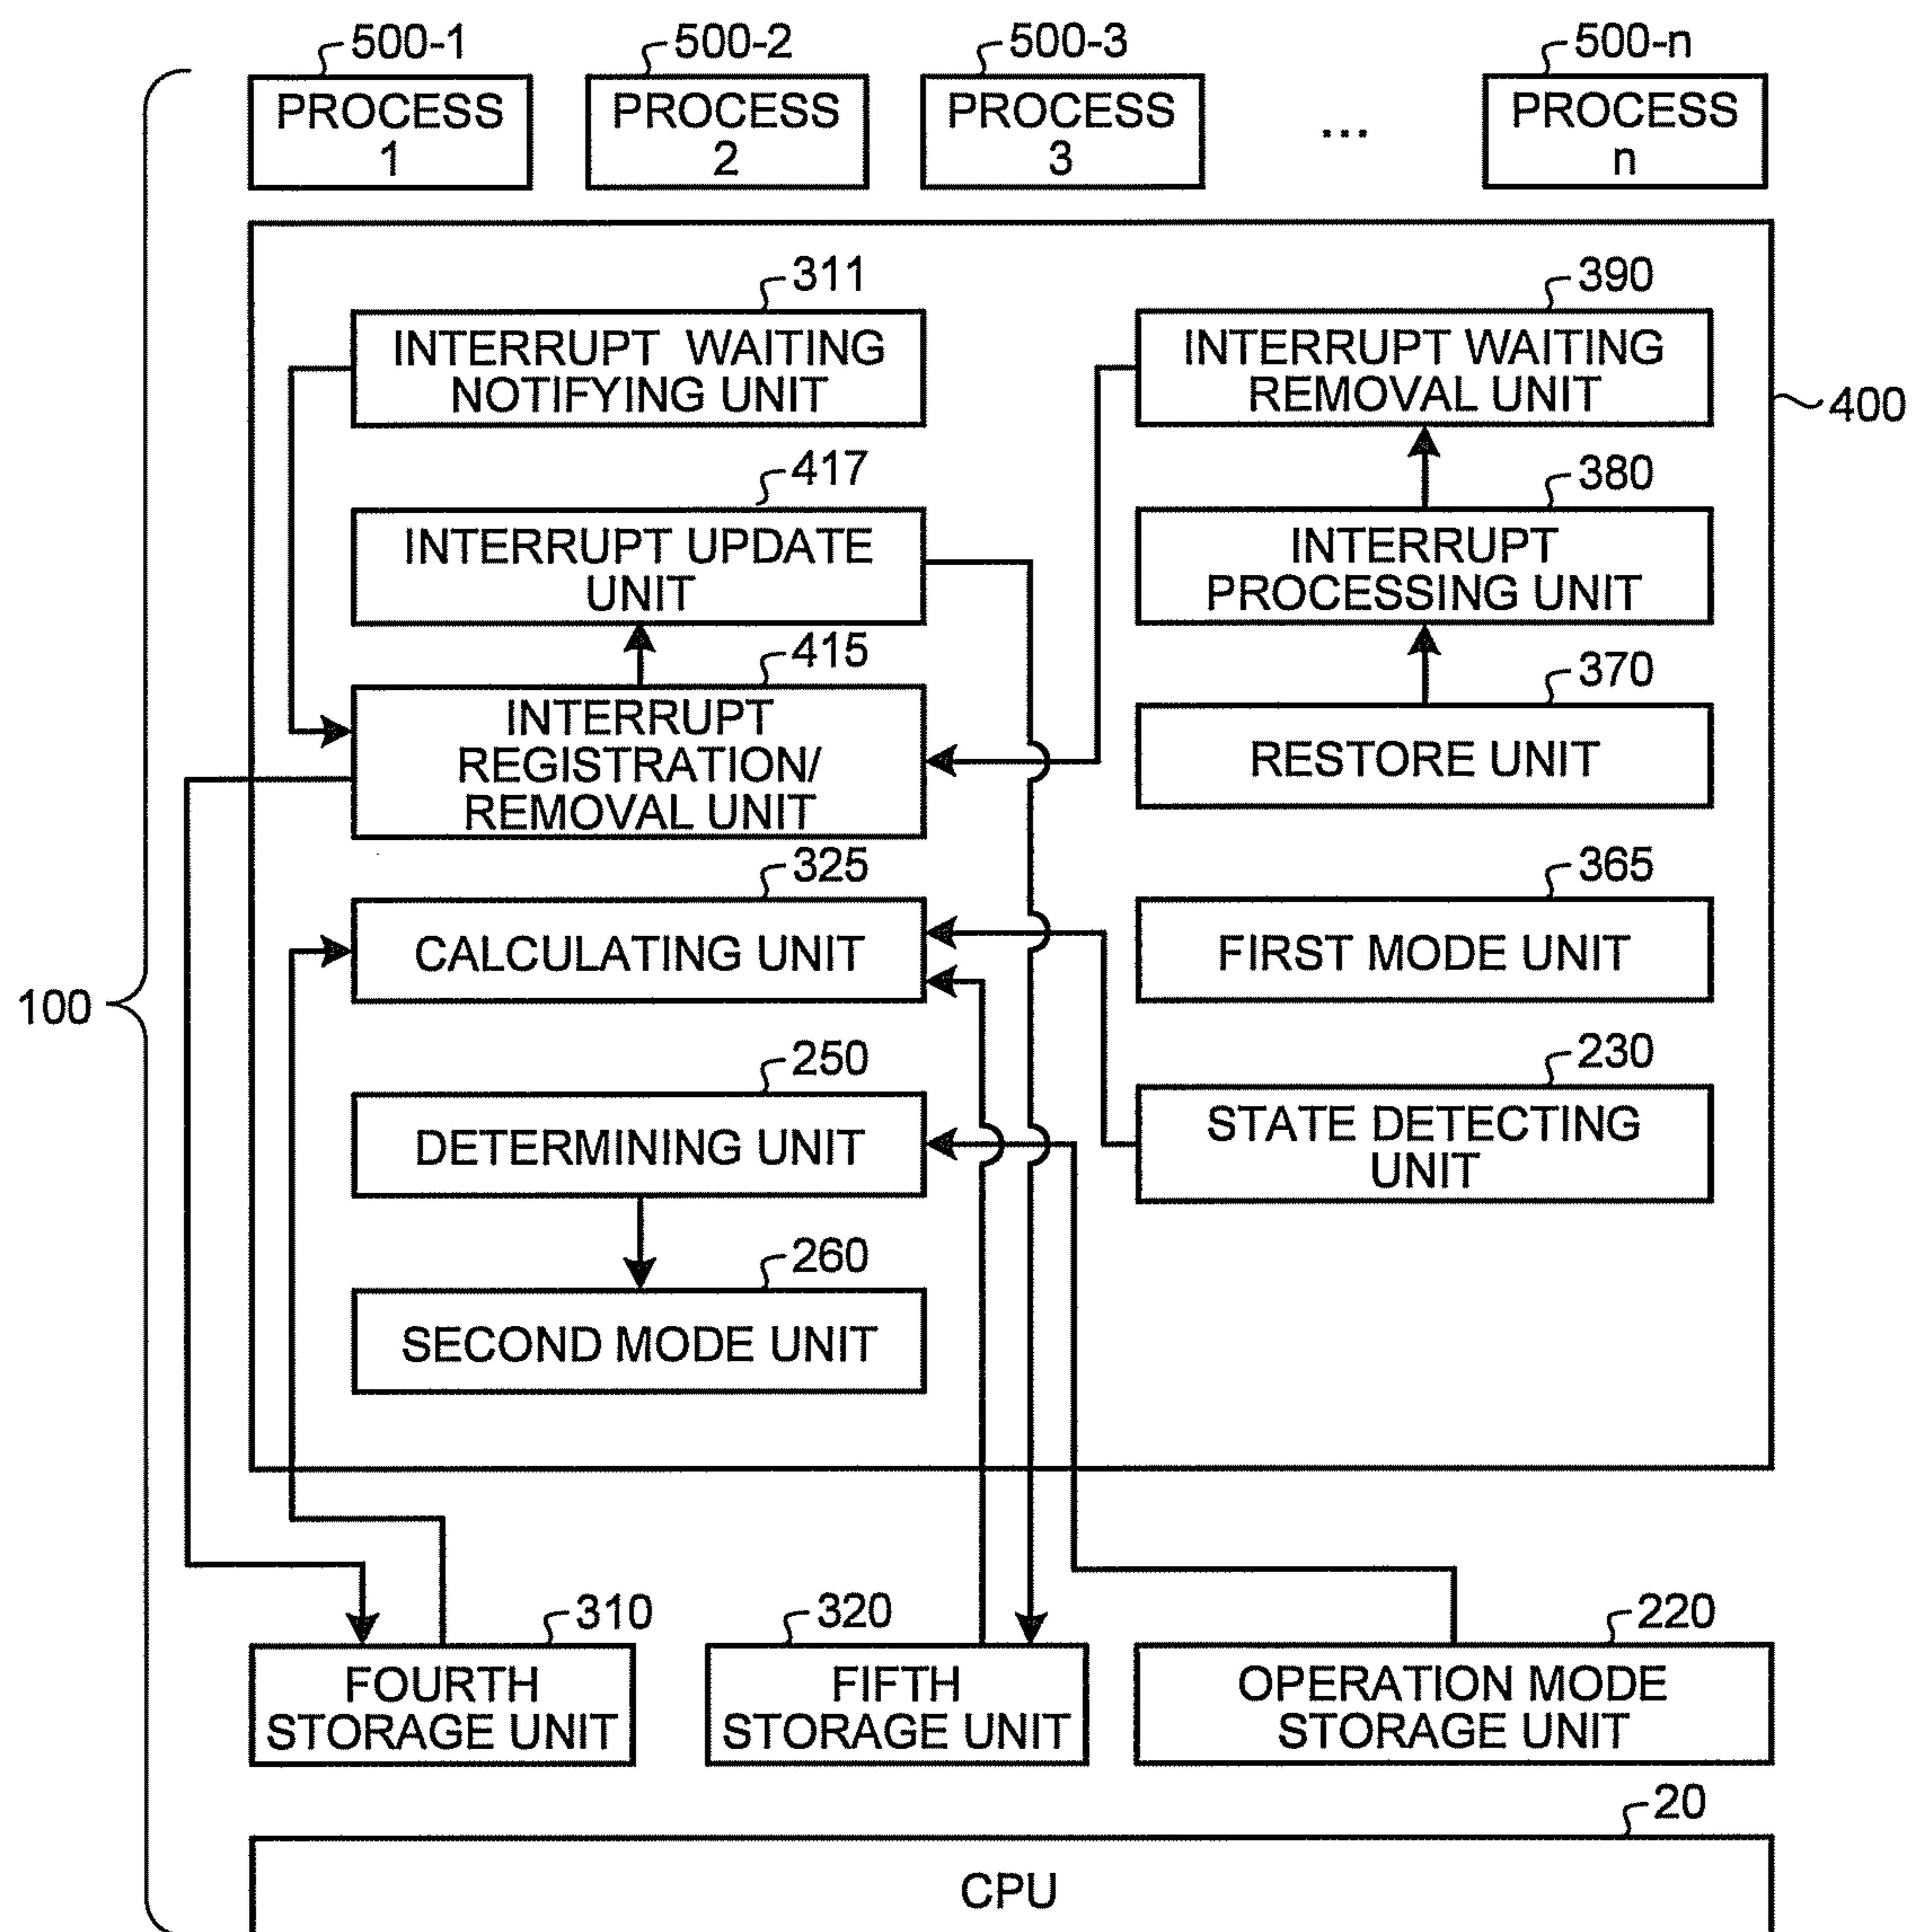 500-1 500-2 500-3 500-n
PROCESS PROCESS PROCESS PROCESS
1 2 3 ... n
311 390
INTERRUPT WAITING
NOTIFYING UNIT
INTERRUPT WAITING
REMOVAL UNIT
400
417 380
INTERRUPT UPDATE
UNIT
INTERRUPT
PROCESSING UNIT
415 370
INTERRUPT
REGISTRATION/
REMOVAL UNIT
RESTORE UNIT
325 365
CALCULATING UNIT
FIRST MODE UNIT
100
250 230
DETERMINING UNIT
STATE DETECTING
UNIT
260
SECOND MODE UNIT
310 320 220
FOURTH
STORAGE UNIT
FIFTH
STORAGE UNIT
OPERATION MODE
STORAGE UNIT
20
CPU